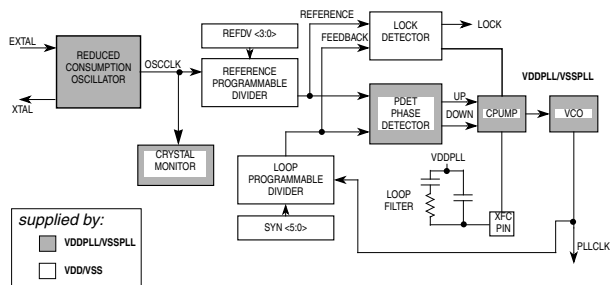 EXTAL
XTAL
REDUCED
CONSUMPTION
OSCILLATOR
OSCCLK
CRYSTAL
MONITOR
REFDV <3:0>
REFERENCE
PROGRAMMABLE
DIVIDER
REFERENCE
FEEDBACK
LOCK
DETECTOR
LOCK
PDET
PHASE
DETECTOR
UP
DOWN
CPUMP
VDDPLL/VSSPLL
VCO
LOOP
PROGRAMMABLE
DIVIDER
SYN <5:0>
VDDPLL
LOOP
FILTER
XFC
PIN
PLLCLK
supplied by:
VDDPLL/VSSPLL
VDD/VSS